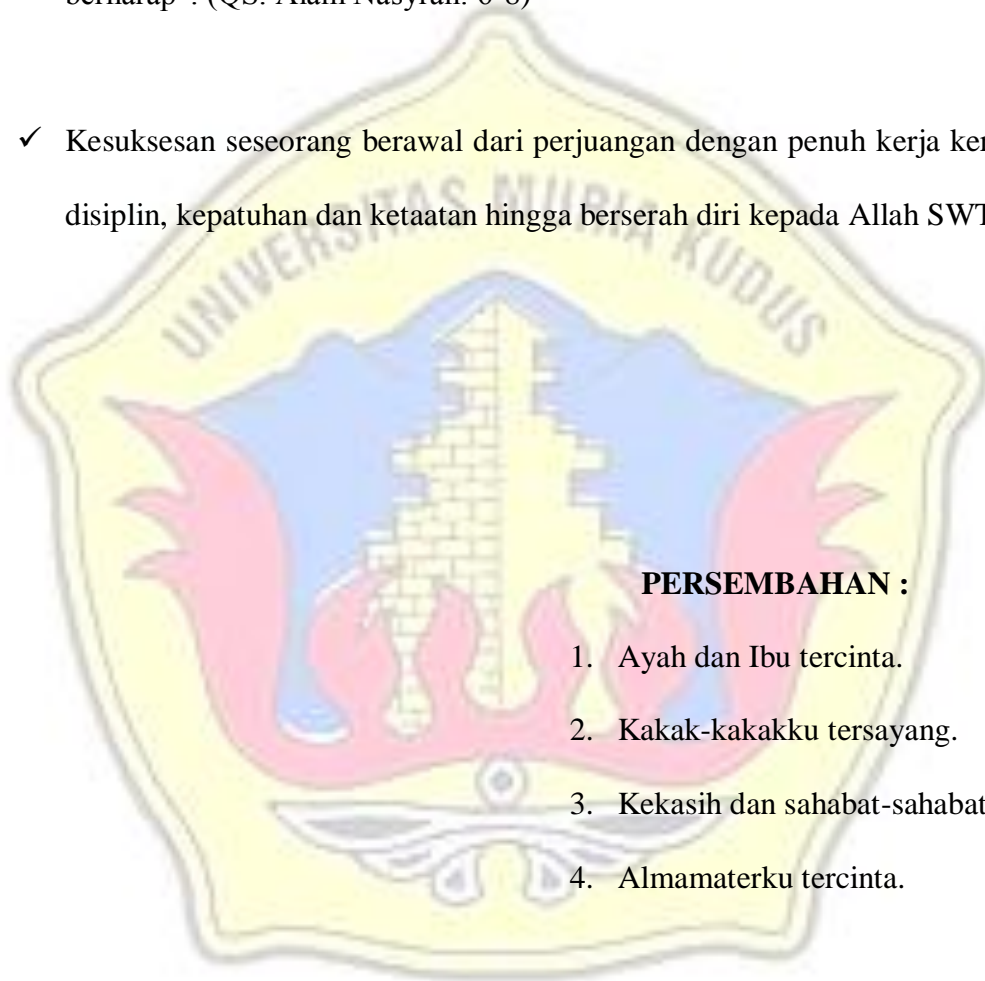 berharap”. (QS. Alam Nasyrah: 6-8)
✓ Kesuksesan seseorang berawal dari perjuangan dengan penuh kerja ker
disiplin, kepatuhan dan ketaatan hingga berserah diri kepada Allah SWT
UNIVERSITAS MURIA KUDUS
PERSEMBAHAN :
1. Ayah dan Ibu tercinta.
2. Kakak-kakakku tersayang.
3. Kekasih dan sahabat-sahabat
4. Almamaterku tercinta.